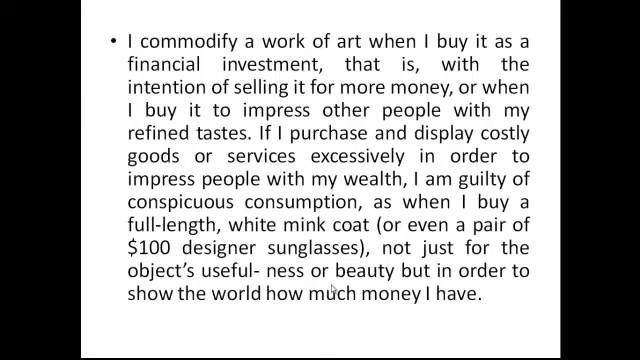 • I commodify a work of art when I buy it as a
financial investment, that is, with the
intention of selling it for more money, or when
I buy it to impress other people with my
refined tastes. If I purchase and display costly
goods or services excessively in order to
impress people with my wealth, I am guilty of
conspicuous consumption, as when I buy a
full-length, white mink coat (or even a pair of
$100 designer sunglasses), not just for the
object’s useful- ness or beauty but in order to
show the world how much money I have.